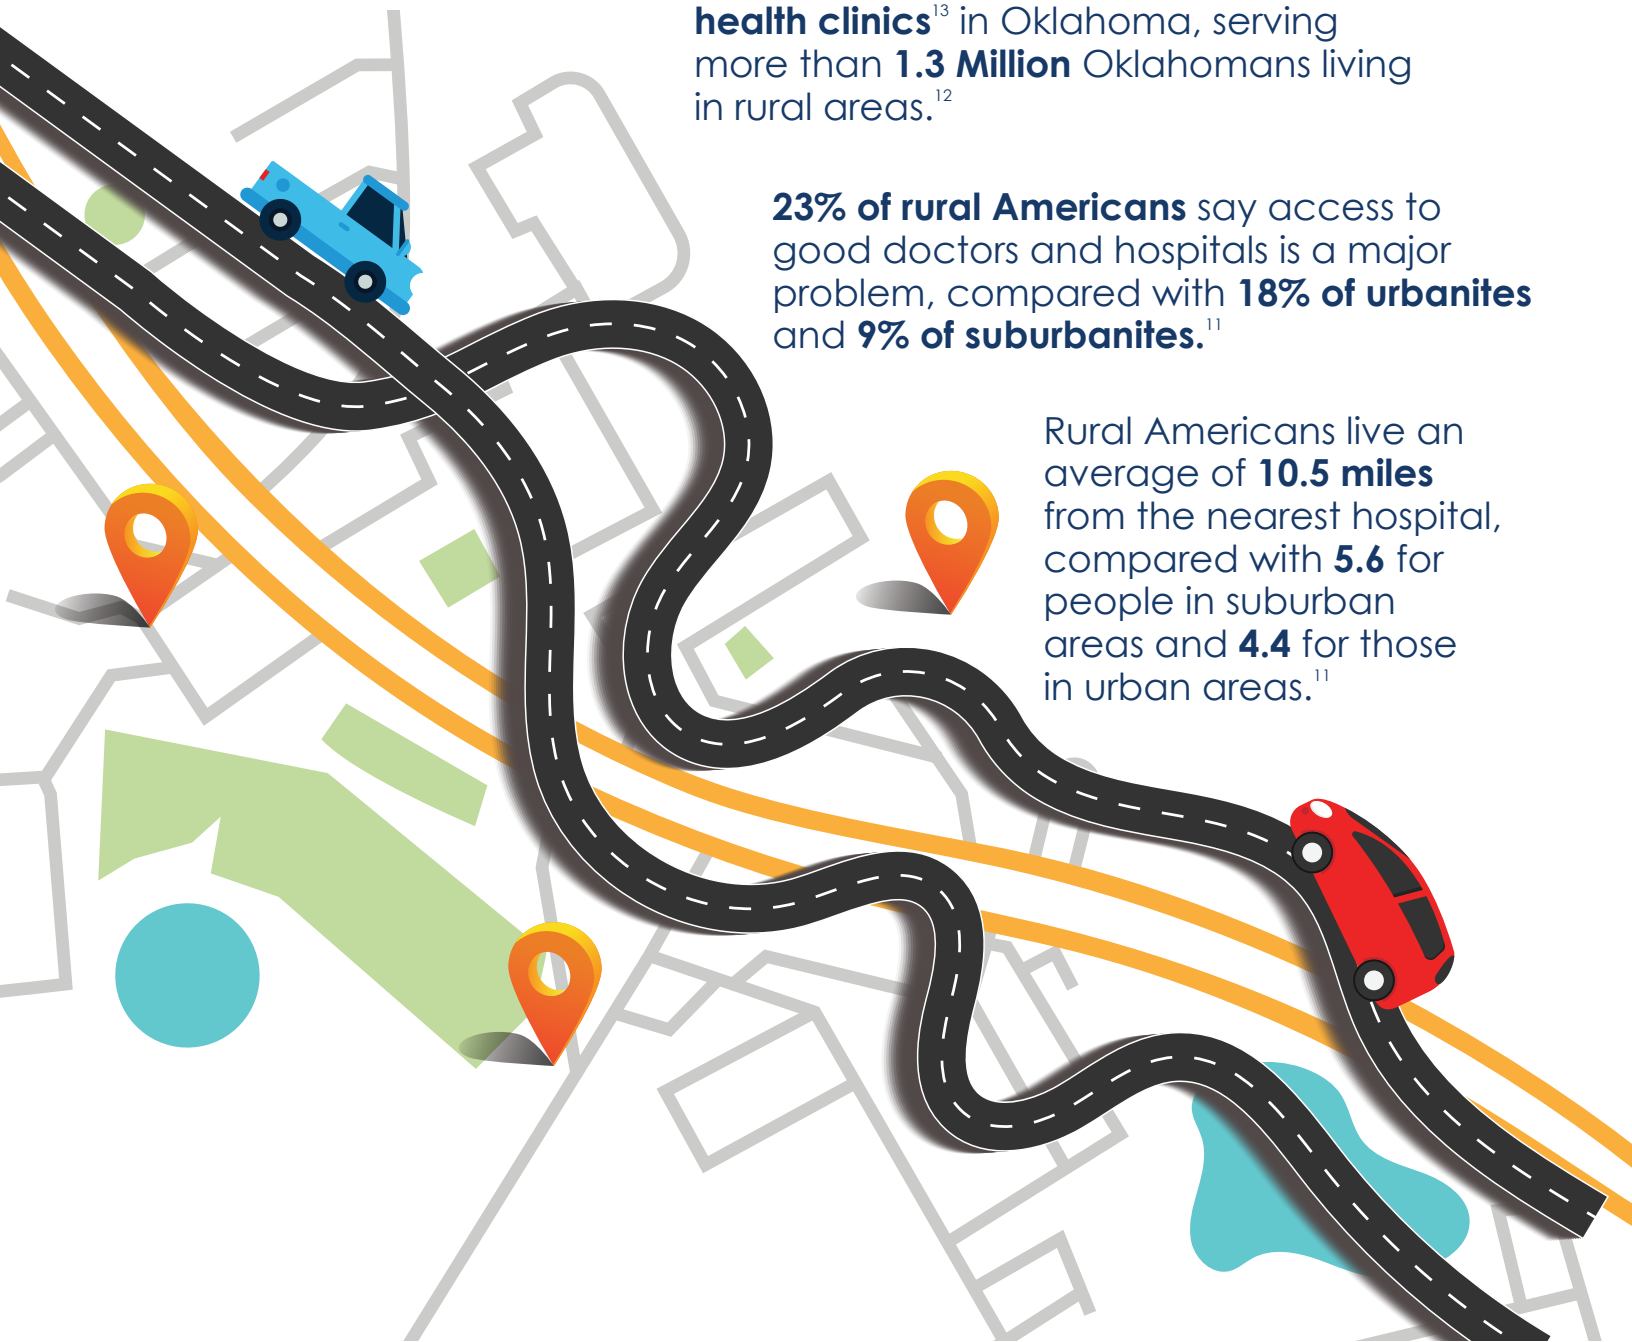 health clinics¹³ in Oklahoma, serving
more than 1.3 Million Oklahomans living
in rural areas.¹²
23% of rural Americans say access to
good doctors and hospitals is a major
problem, compared with 18% of urbanites
and 9% of suburbanites.¹¹
Rural Americans live an
average of 10.5 miles
from the nearest hospital,
compared with 5.6 for
people in suburban
areas and 4.4 for those
in urban areas.¹¹